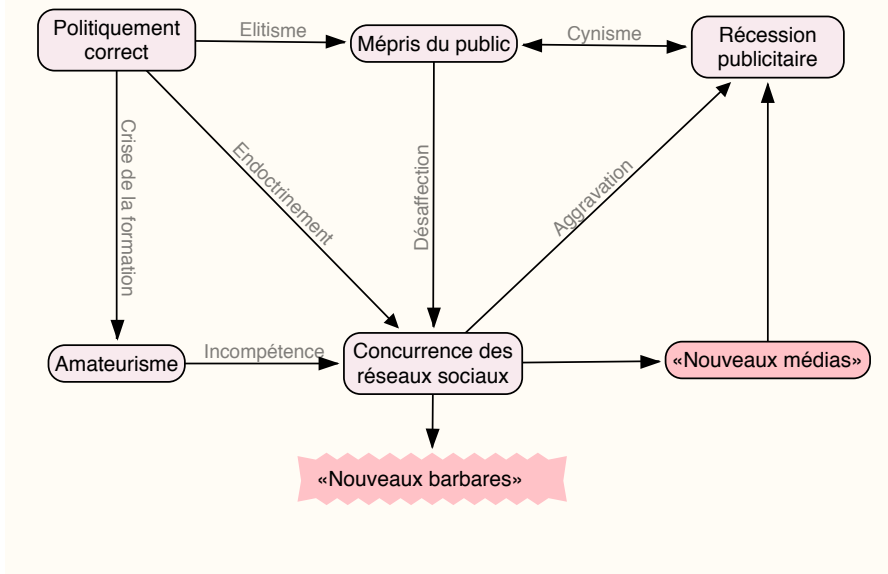 Politiquement
correct
Elitisme
Mépris du public
Cynisme
Récession
publicitaire
Crise de la formation
Endoctrinement
Désaffection
Aggravation
Amateurisme
Incompétence
Concurrence des
réseaux sociaux
«Nouveaux médias»
«Nouveaux barbares»